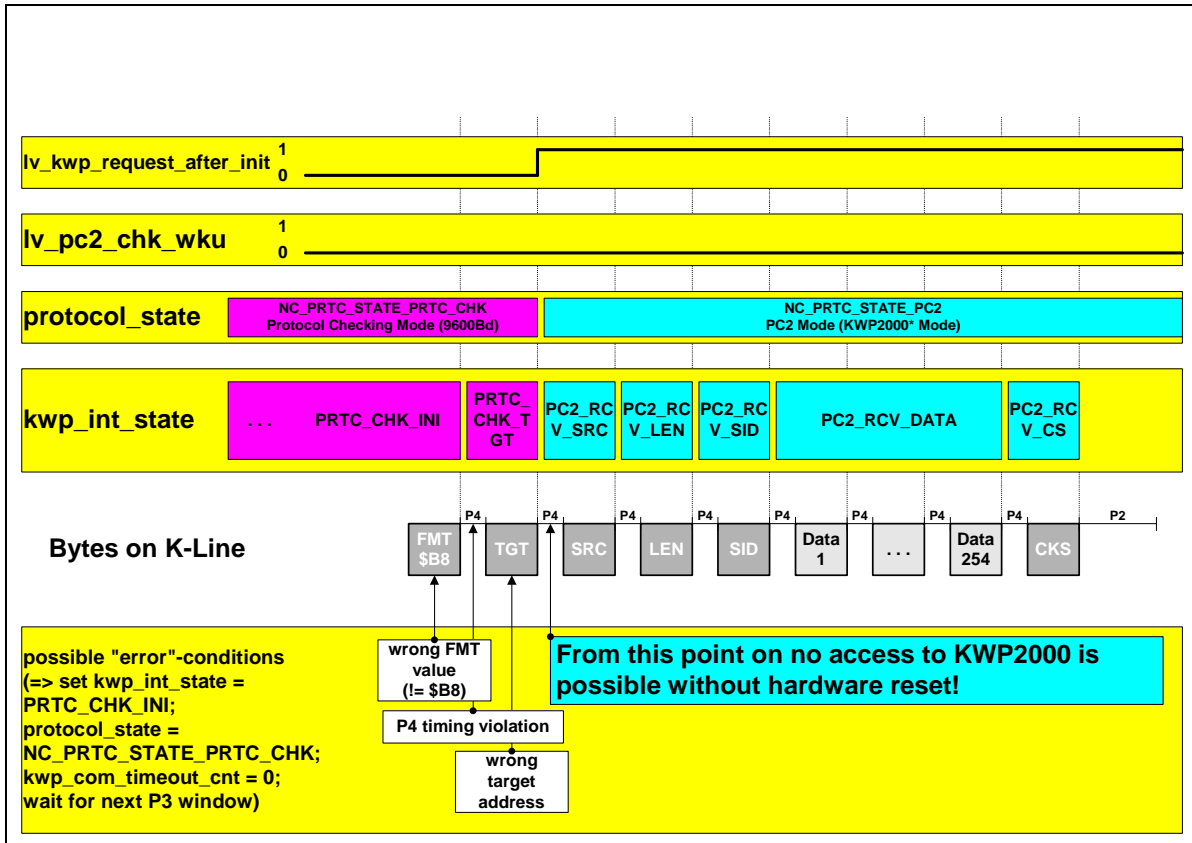 lv_kwp_request_after_init
1
0
lv_pc2_chk_wku
1
0
protocol_state
NC_PRTC_STATE_PRTC_CHK
Protocol Checking Mode (9600Bd)
NC_PRTC_STATE_PC2
PC2 Mode (KWP2000* Mode)
kwp_int_state
. . .
PRTC_CHK_INI
PRTC_
CHK_T
GT
PC2_RC
V_SRC
PC2_RC
V_LEN
PC2_RC
V_SID
PC2_RCV_DATA
PC2_RC
V_CS
P4
P4
P4
P4
P4
P4
P4
P4
P2
Bytes on K-Line
FMT
$B8
TGT
SRC
LEN
SID
Data
1
. . .
Data
254
CKS
possible "error"-conditions
(=> set kwp_int_state =
PRTC_CHK_INI;
protocol_state =
NC_PRTC_STATE_PRTC_CHK;
kwp_com_timeout_cnt = 0;
wait for next P3 window)
wrong FMT
value
(!= $B8)
P4 timing violation
wrong
target
address
From this point on no access to KWP2000 is
possible without hardware reset!